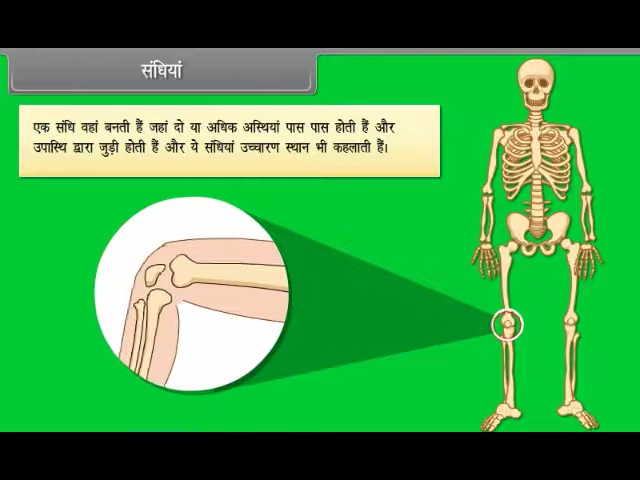 संधियां
एक संधि वहां बनती हैं जहां दो या अधिक अस्थियां पास पास होती हैं और
उपास्थि द्वारा जुड़ी होती हैं और ये संधियां उच्चारण स्थान भी कहलाती हैं।